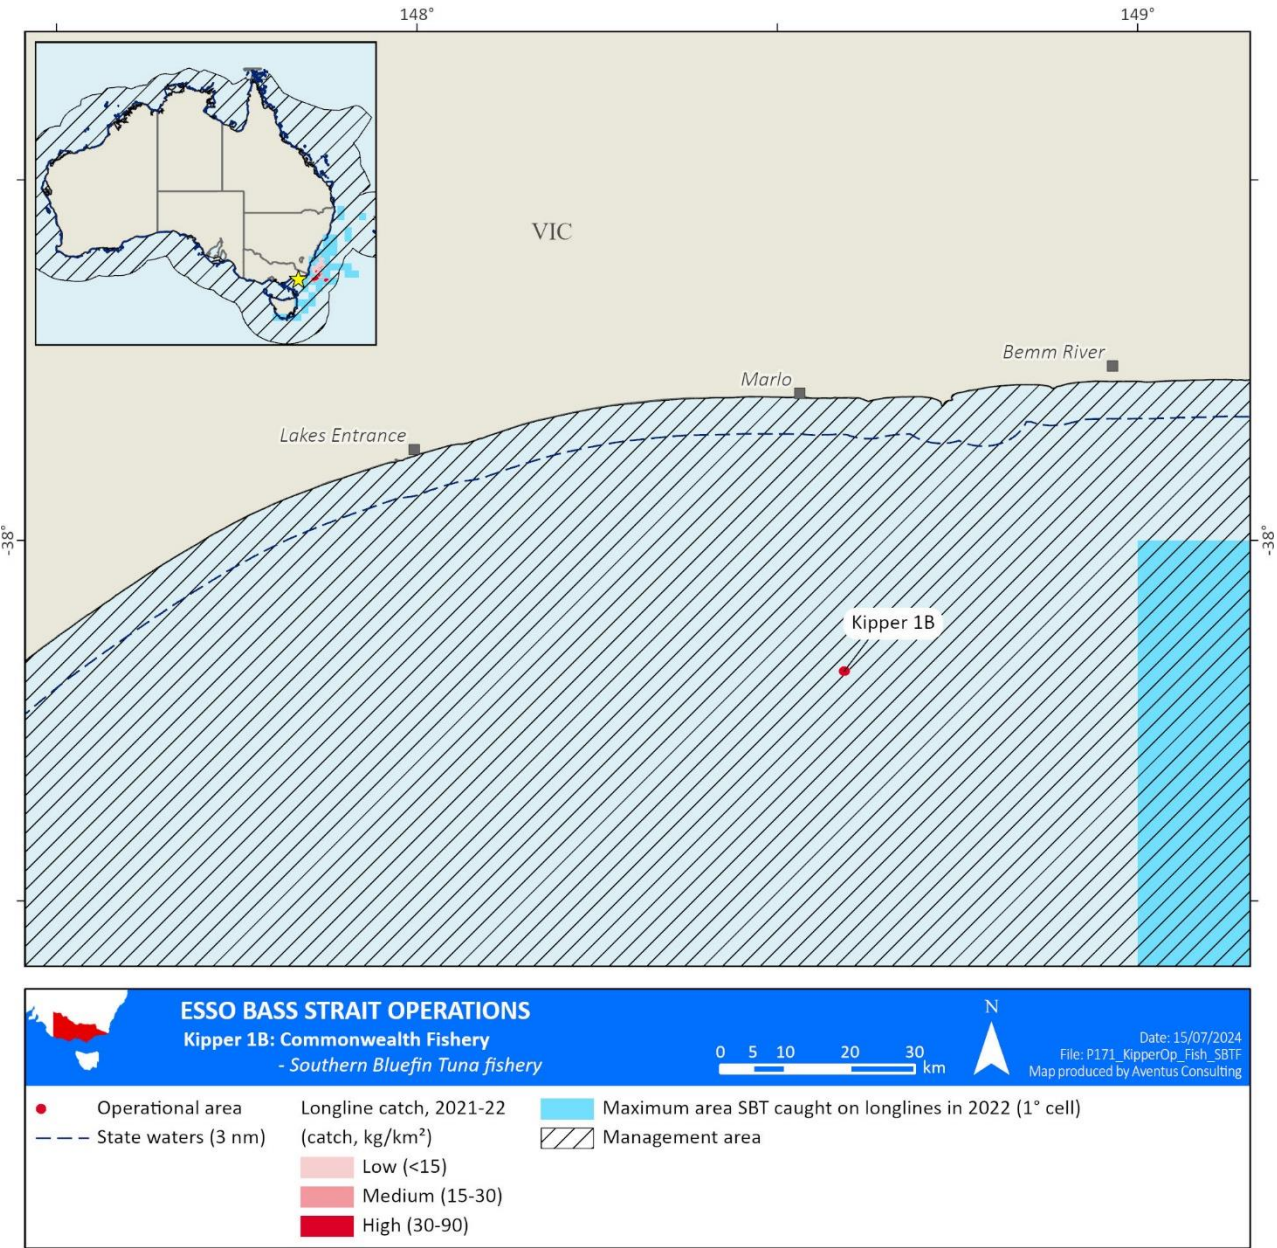 148°
149°
VIC
Bemm River
Marlo
Lakes Entrance
-38°
-38°
Kipper 1B
ESSO BASS STRAIT OPERATIONS
Kipper 1B: Commonwealth Fishery
- Southern Bluefin Tuna fishery
0 5 10 20 30
km
N
Date: 15/07/2024
File: P171_KipperOp_Fish_SBTF
Map produced by Aventus Consulting
Operational area
State waters (3 nm)
Longline catch, 2021-22
(catch, kg/km²)
Low (<15)
Medium (15-30)
High (30-90)
Maximum area SBT caught on longlines in 2022 (1° cell)
Management area